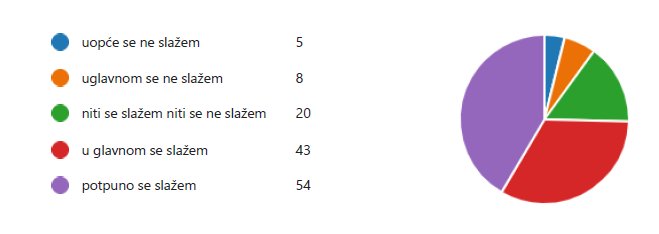 uopće se ne slažem 5
uglavnom se ne slažem 8
niti se slažem niti se ne slažem 20
u glavnom se slažem 43
potpuno se slažem 54